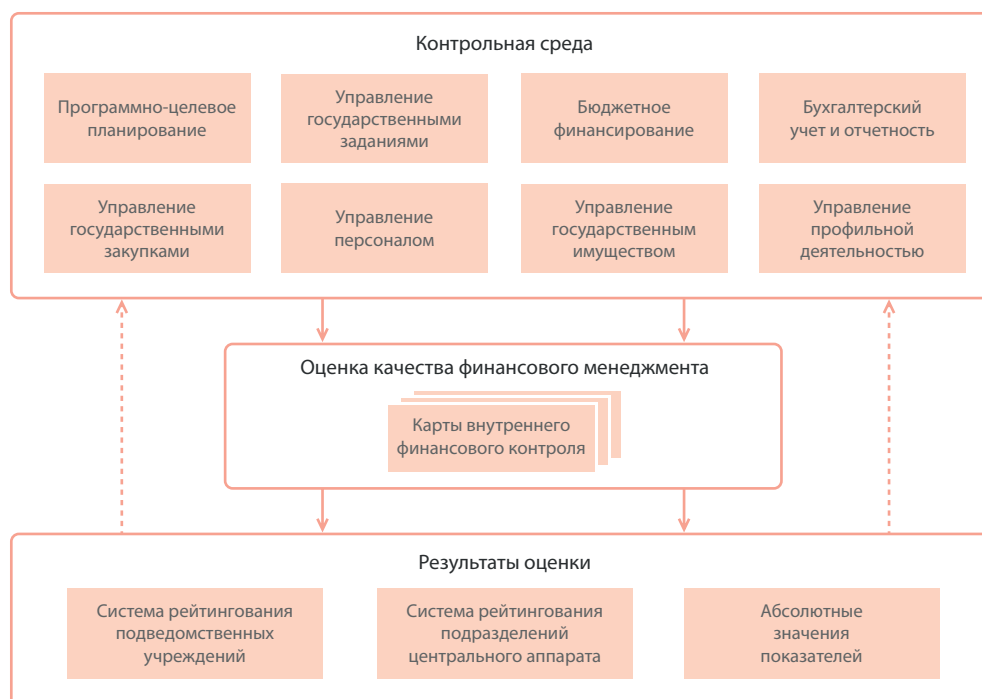 Контрольная среда
Программно-целевое
планирование
Управление
государственными
заданиями
Бюджетное
финансирование
Бухгалтерский
учет и отчетность
Управление
государственными
закупками
Управление
персоналом
Управление
государственным
имуществом
Управление
профильной
деятельностью
Оценка качества финансового менеджмента
Карты внутреннего
финансового контроля
Результаты оценки
Система рейтингования
подведомственных
учреждений
Система рейтингования
подразделений
центрального аппарата
Абсолютные
значения
показателей